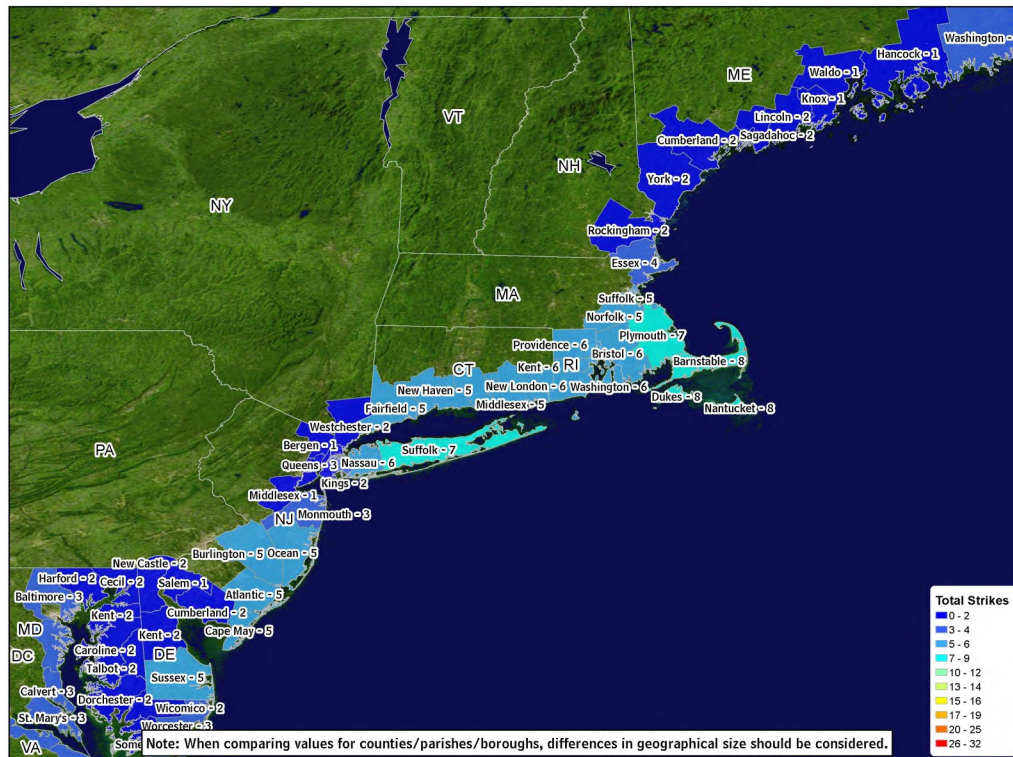 Washington -
Hancock - 1
ME
Waldo - 1
Knox - 1
VT
Lincoln - 2
Cumberland - 2
Sagadahoc - 2
NH
York - 2
NY
Rockingham - 2
Essex - 4
MA
Suffolk - 5
Norfolk - 5
Plymouth - 7
Providence - 6
Bristol - 6
Barnstable - 8
CT
Kent - 6
RI
New Haven - 5
New London - 6
Washington - 6
Dukes - 8
Fairfield - 5
Middlesex - 5
Nantucket - 8
Westchester - 2
Bergen - 1
PA
Suffolk - 7
Queens - 3
Nassau - 6
Kings - 2
Middlesex - 1
Monmouth - 3
NJ
Burlington - 5
Ocean - 5
New Castle - 2
Harford - 2
Cecil - 2
Salem - 1
Baltimore - 3
Atlantic - 5
Kent - 2
Cumberland - 2
MD
Kent - 2
Cape May - 5
DC
Caroline - 2
DE
Talbot - 2
Sussex - 5
Calvert - 3
Dorchester - 2
Wicomico - 2
St. Mary's - 3
Worcester - 3
VA
Some
Note: When comparing values for counties/parishes/boroughs, differences in geographical size should be considered.
Total Strikes
0 - 2
3 - 4
5 - 6
7 - 9
10 - 12
13 - 14
15 - 16
17 - 19
20 - 25
26 - 32